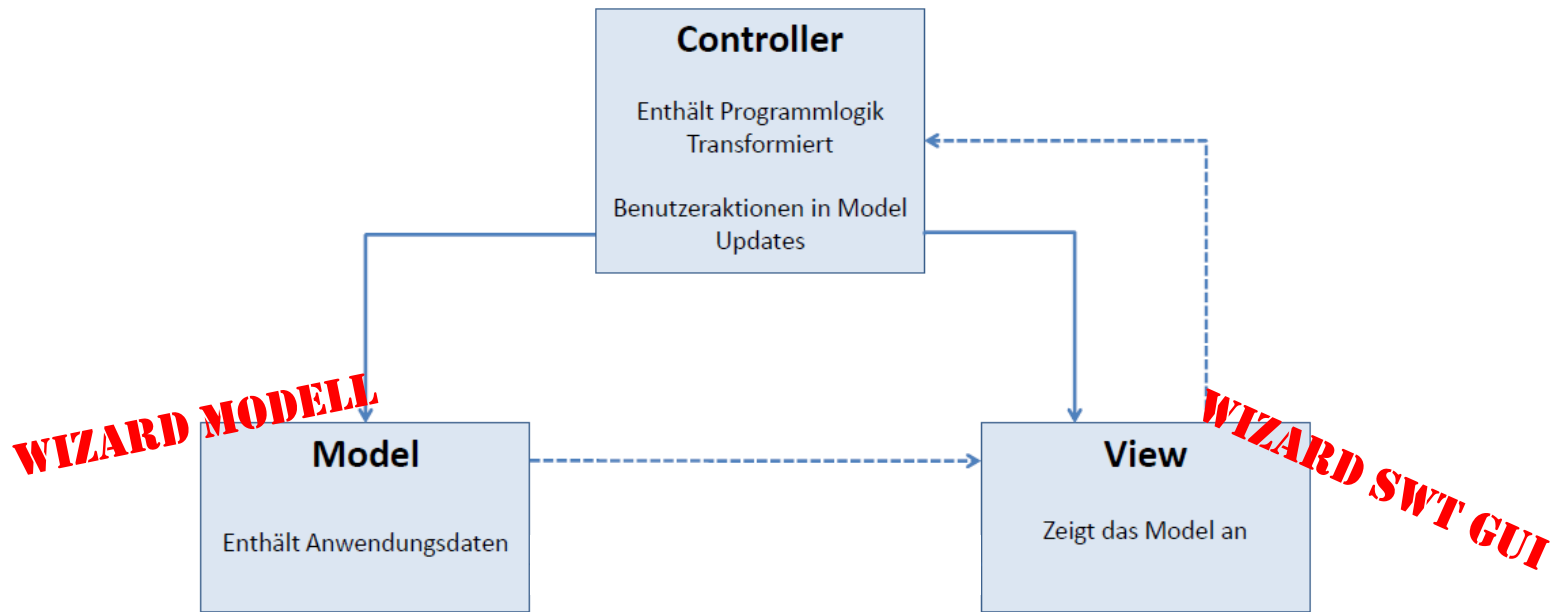 Controller
Enthält Programmlogik
Transformiert
Benutzeraktionen in Model
Updates
WIZARD MODELL
Model
Enthält Anwendungsdaten
View
Zeigt das Model an
WIZARD SWT GUI